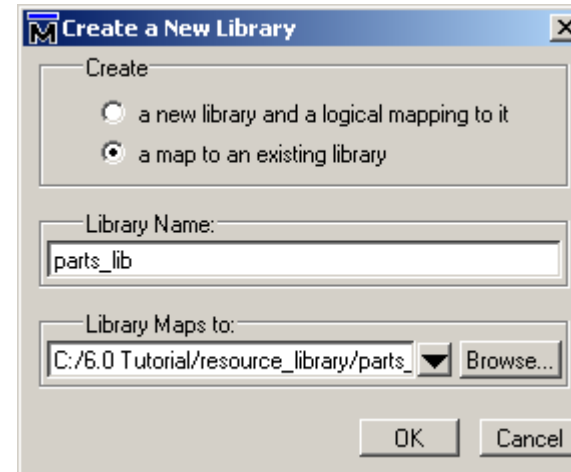 Create a New Library
Create
a new library and a logical mapping to it
a map to an existing library
Library Name:
parts_lib
Library Maps to:
C:/6.0 Tutorial/resource_library/parts_
Browse...
OK
Cancel